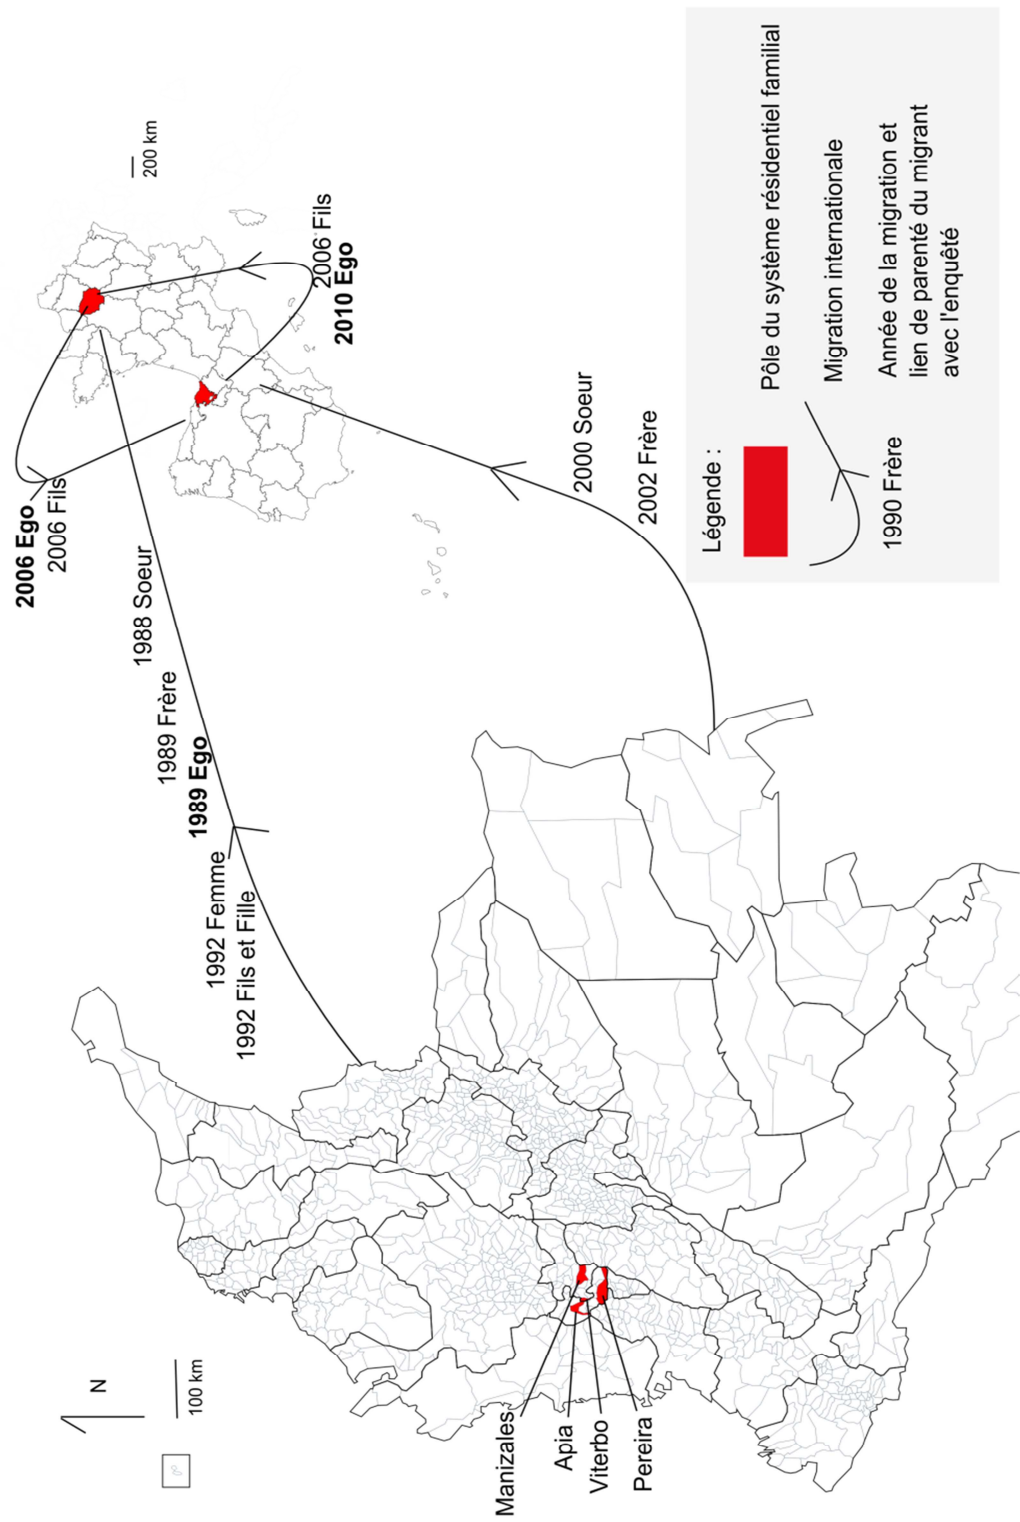 N
100 km
Manizales
Apia
Viterbo
Pereira
1992 Femme
1992 Fils et Fille
1989 Frère
1989 Ego
1988 Soeur
2006 Ego
2006 Fils
2006 Fils
2010 Ego
200 km
2000 Soeur
2002 Frère
Légende :
Pôle du système résidentiel familial
Migration internationale
1990 Frère
Année de la migration et
lien de parenté du migrant
avec l'enquêté